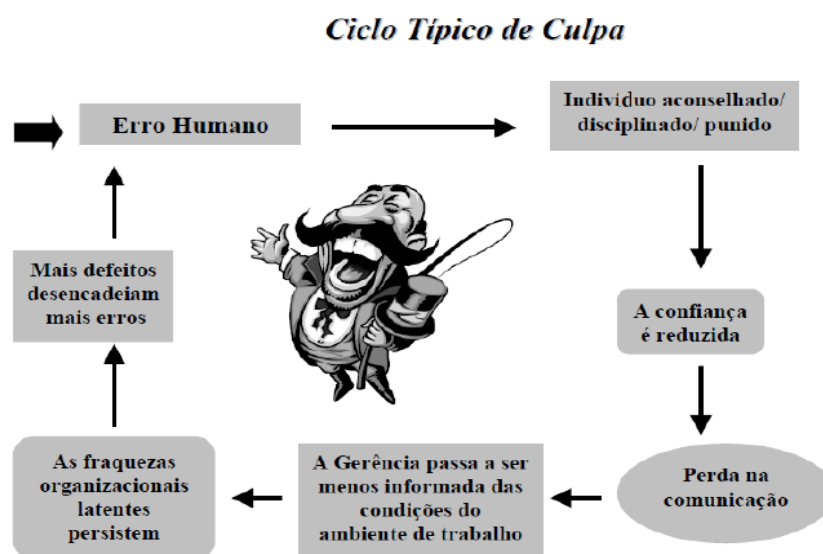 Ciclo Típico de Culpa
Erro Humano
Indivíduo aconselhado/
disciplinado/ punido
A confiança
é reduzida
Perda na
comunicação
A Gerência passa a ser
menos informada das
condições do
ambiente de trabalho
As fraquezas
organizacionais
latentes
persistem
Mais defeitos
desencadeiam
mais erros